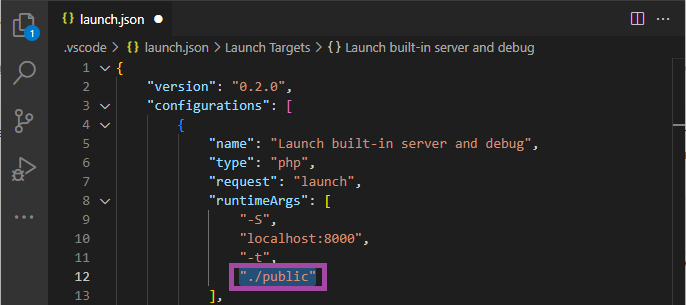 launch.json
1
.vscode > {} launch.json > Launch Targets > {} Launch built-in server and debug
1 {
2 "version": "0.2.0",
3 "configurations": [
4 {
5 "name": "Launch built-in server and debug",
6 "type": "php",
7 "request": "launch",
8 "runtimeArgs": [
9 "-S",
10 "localhost:8000",
11 "-t",
12 "./public"
13 ],